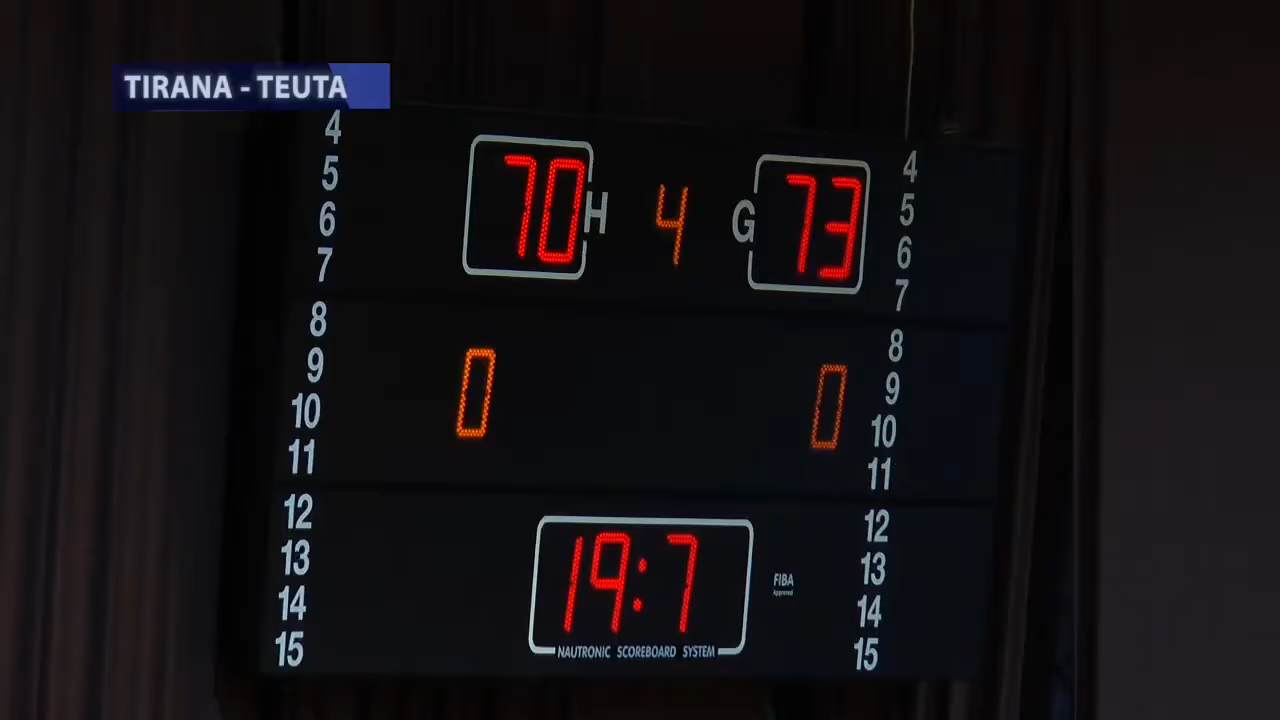 TIRANA - TEUTA
4 4
5 5
6 6
7 7
70 H 4 G 73
8 8
9 9
10 10
11 11
0 0
12 12
13 13
14 14
15 15
19:7
FIBA
Approved
NAUTRONIC SCOREBOARD SYSTEM